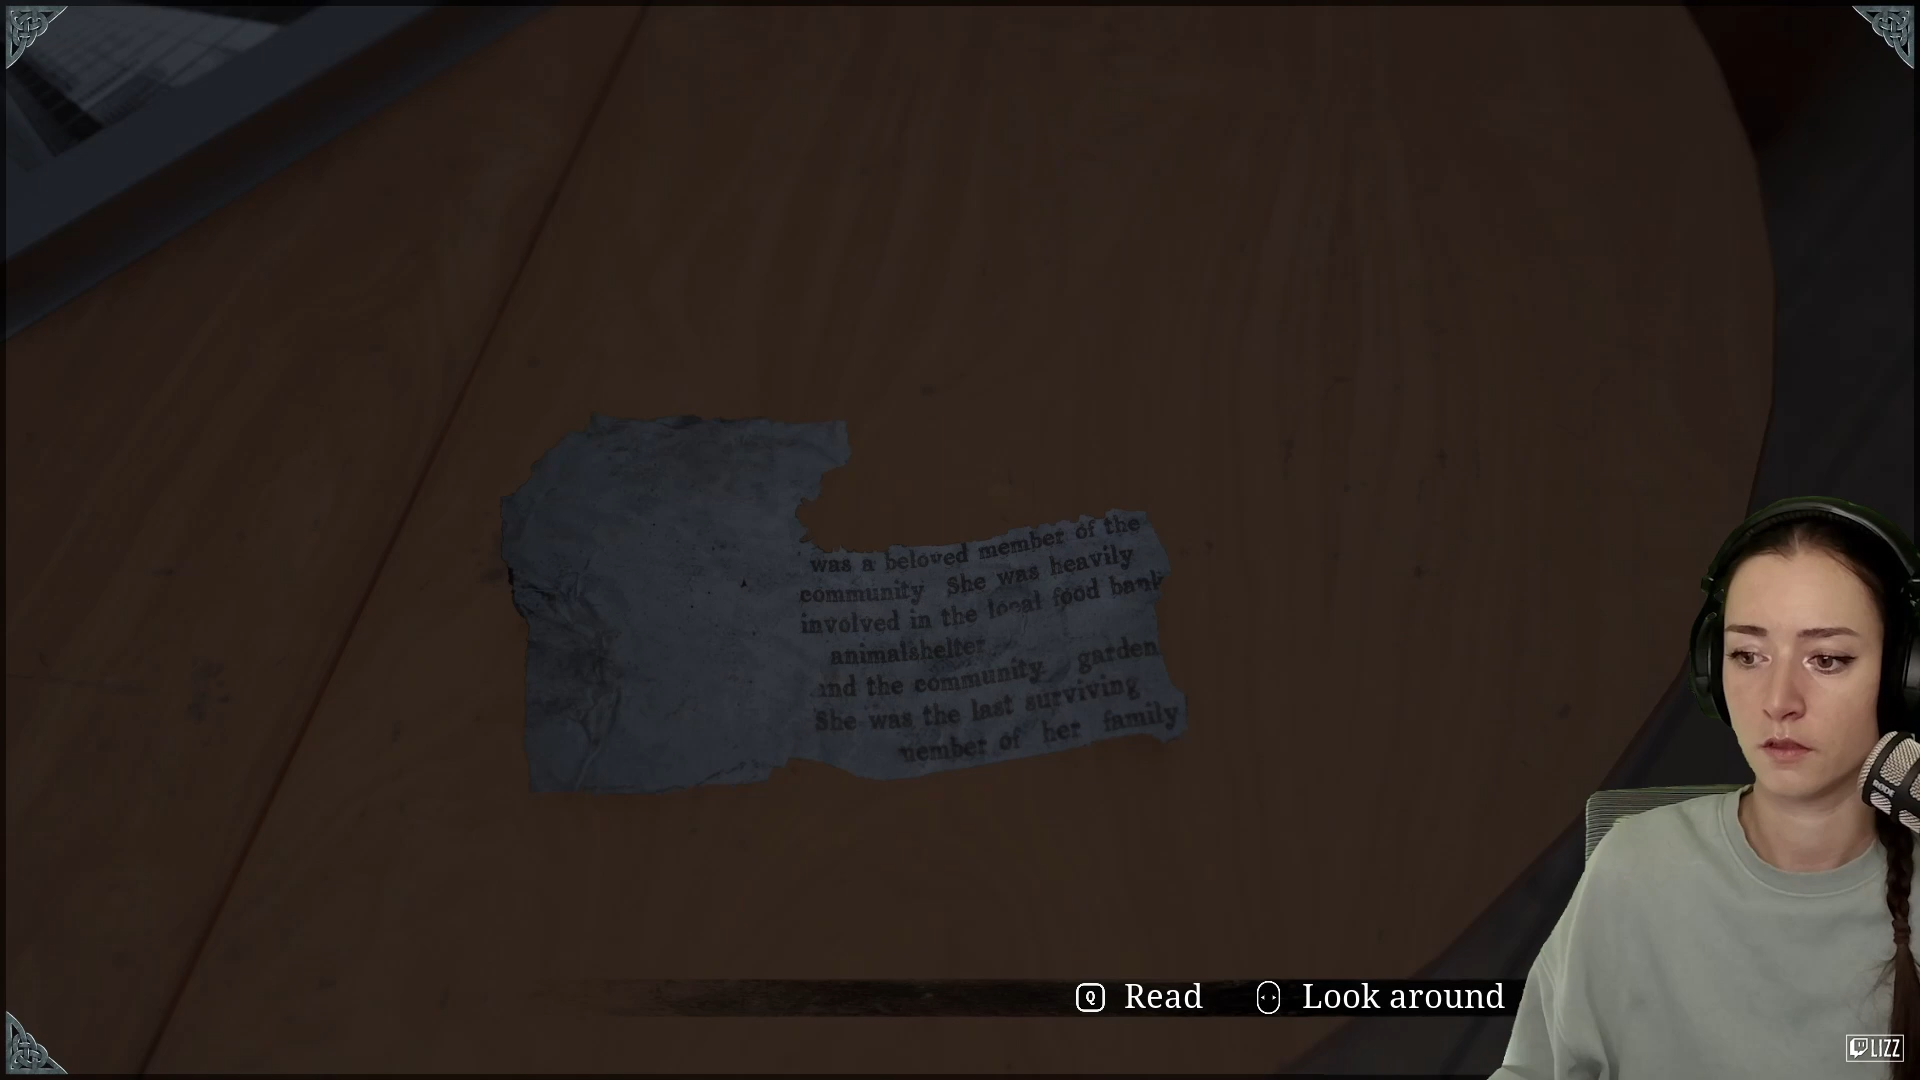 was a beloved member of the
community She was heavily
involved in the local food bank
animalshelter
and the community garden
She was the last surviving
member of her family
Q Read Look around
LIZZ